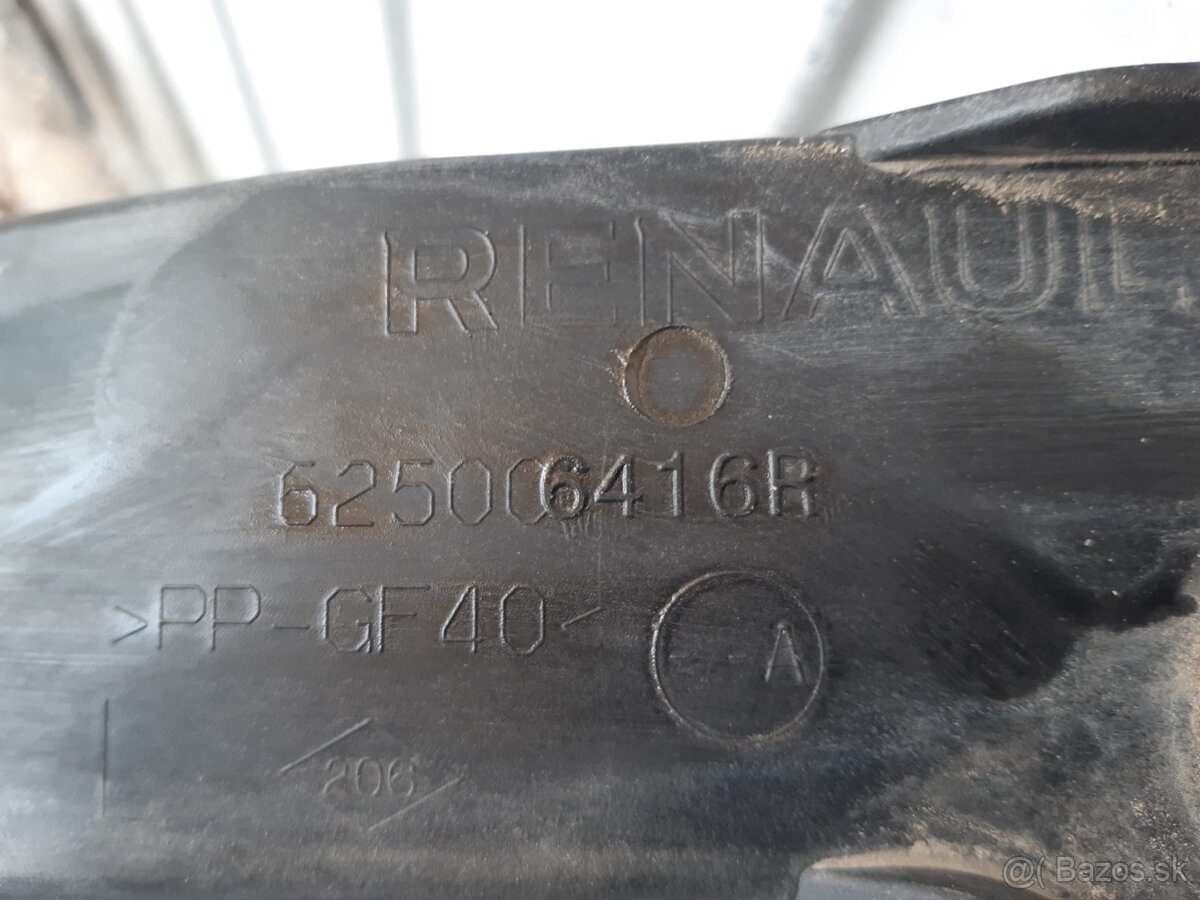 RENAUL
625006416R
>PP-GF40<
A
206
@( Bazos.sk